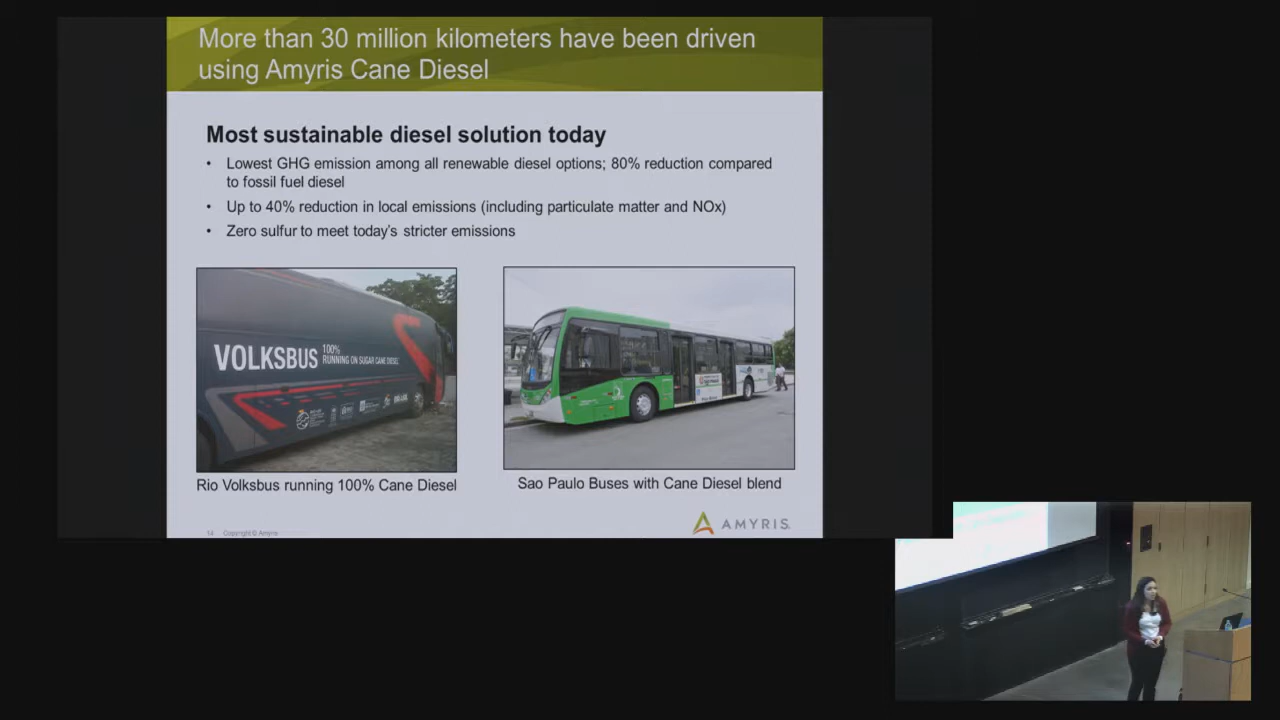 More than 30 million kilometers have been driven
using Amyris Cane Diesel
Most sustainable diesel solution today
• Lowest GHG emission among all renewable diesel options; 80% reduction compared
to fossil fuel diesel
• Up to 40% reduction in local emissions (including particulate matter and NOx)
• Zero sulfur to meet today's stricter emissions
VOLKSBUS 100%
RUNNING ON SUGAR CANE DIESEL
Rio Volksbus running 100% Cane Diesel
Sao Paulo Buses with Cane Diesel blend
14 Copyright © Amyris
AMYRIS